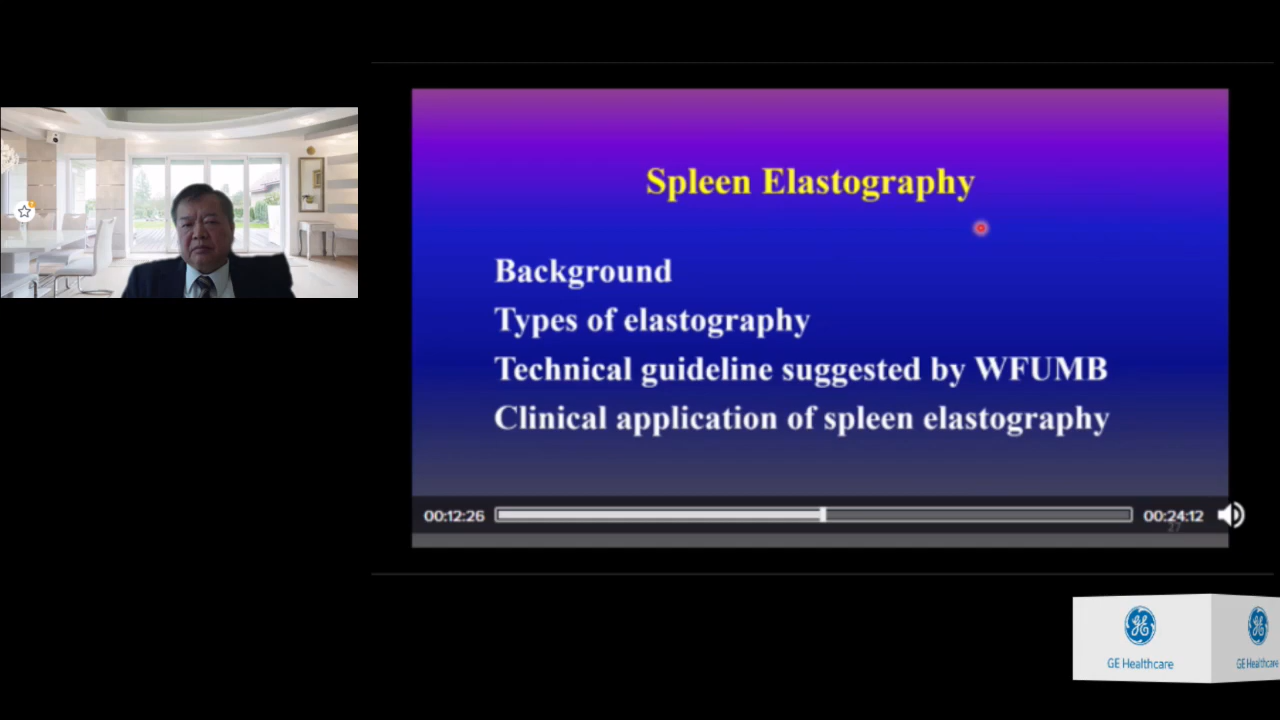 Spleen Elastography
Background
Types of elastography
Technical guideline suggested by WFUMB
Clinical application of spleen elastography
00:12:26
00:24:12
27
GE Healthcare
GE Healthcare